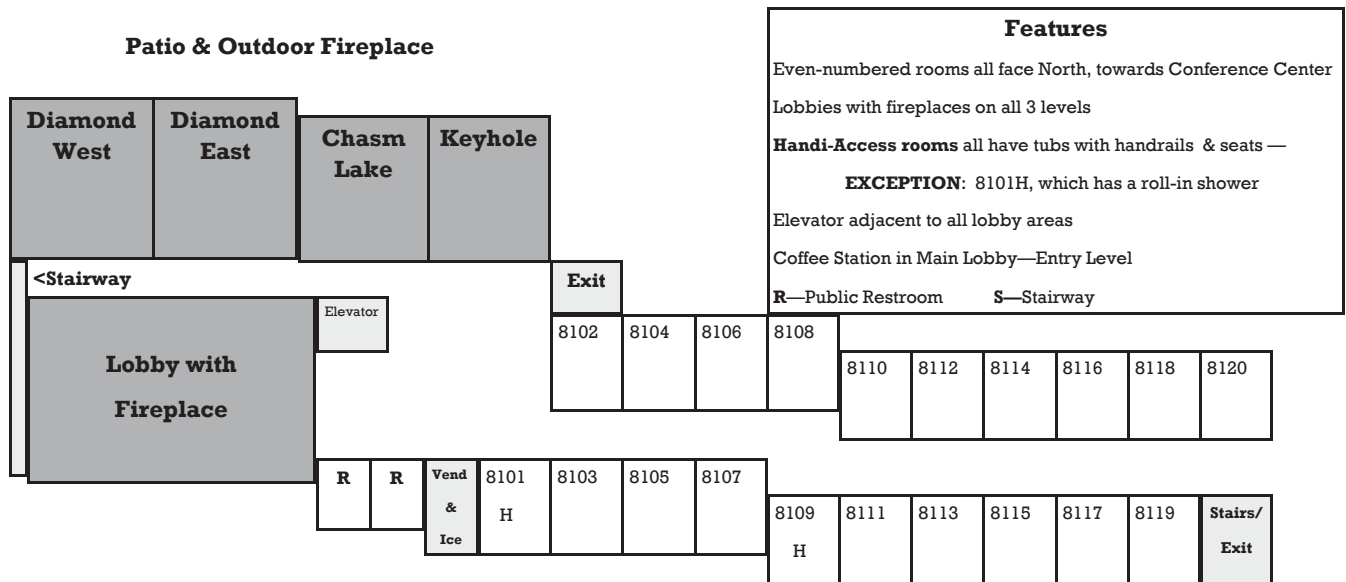 Patio & Outdoor Fireplace
Features
Even-numbered rooms all face North, towards Conference Center
Lobbies with fireplaces on all 3 levels
Handi-Access rooms all have tubs with handrails & seats —
EXCEPTION: 8101H, which has a roll-in shower
Elevator adjacent to all lobby areas
Coffee Station in Main Lobby—Entry Level
R—Public Restroom S—Stairway
Diamond
West
Diamond
East
Chasm
Lake
Keyhole
<Stairway
Exit
Elevator
Lobby with
Fireplace
8102
8104
8106
8108
8110
8112
8114
8116
8118
8120
R
R
Vend
&
Ice
8101
H
8103
8105
8107
8109
H
8111
8113
8115
8117
8119
Stairs/
Exit